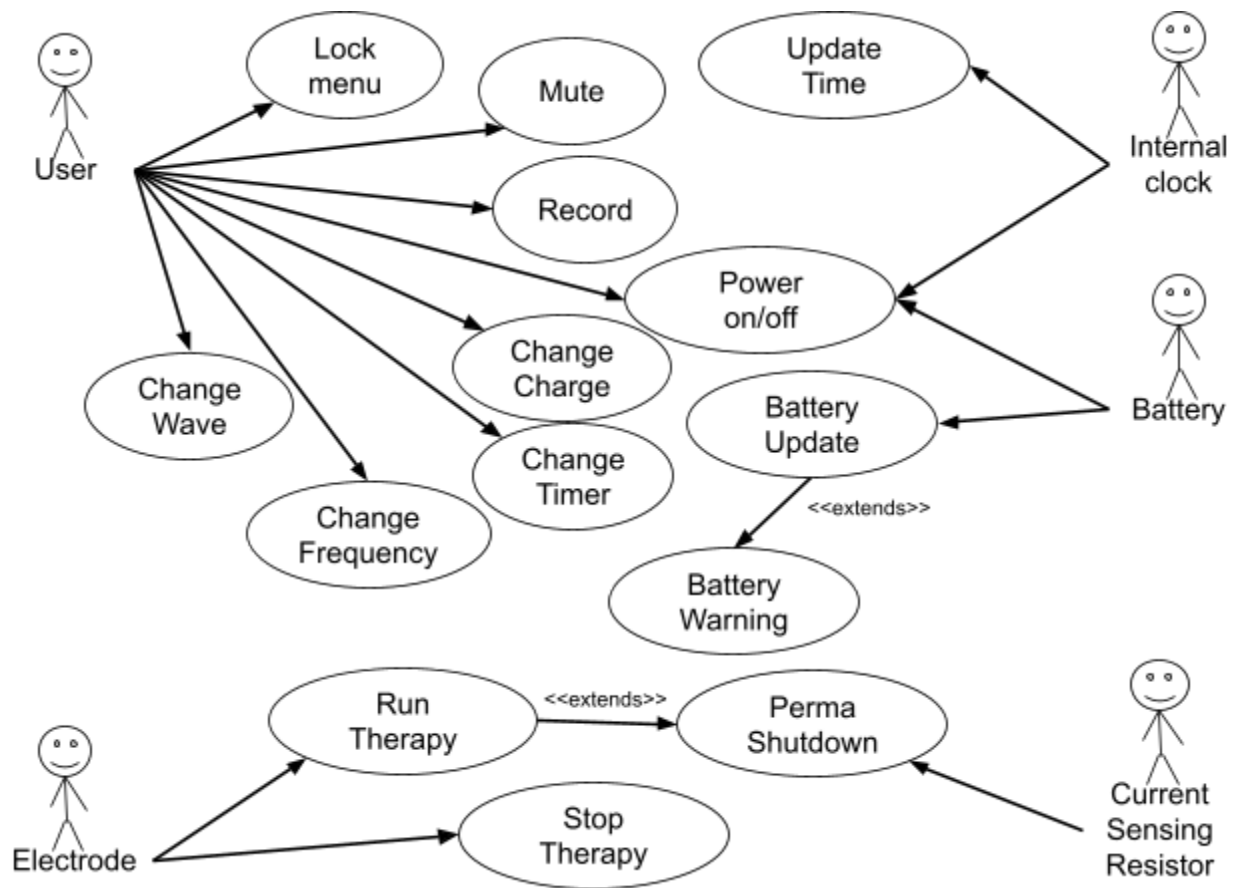 Lock
menu
Mute
Update
Time
User
Internal
clock
Record
Power
on/off
Change
Charge
Change
Wave
Battery
Update
Battery
Change
Timer
<<extends>>
Change
Frequency
Battery
Warning
Run
Therapy
<<extends>>
Perma
Shutdown
Stop
Therapy
Electrode
Current
Sensing
Resistor